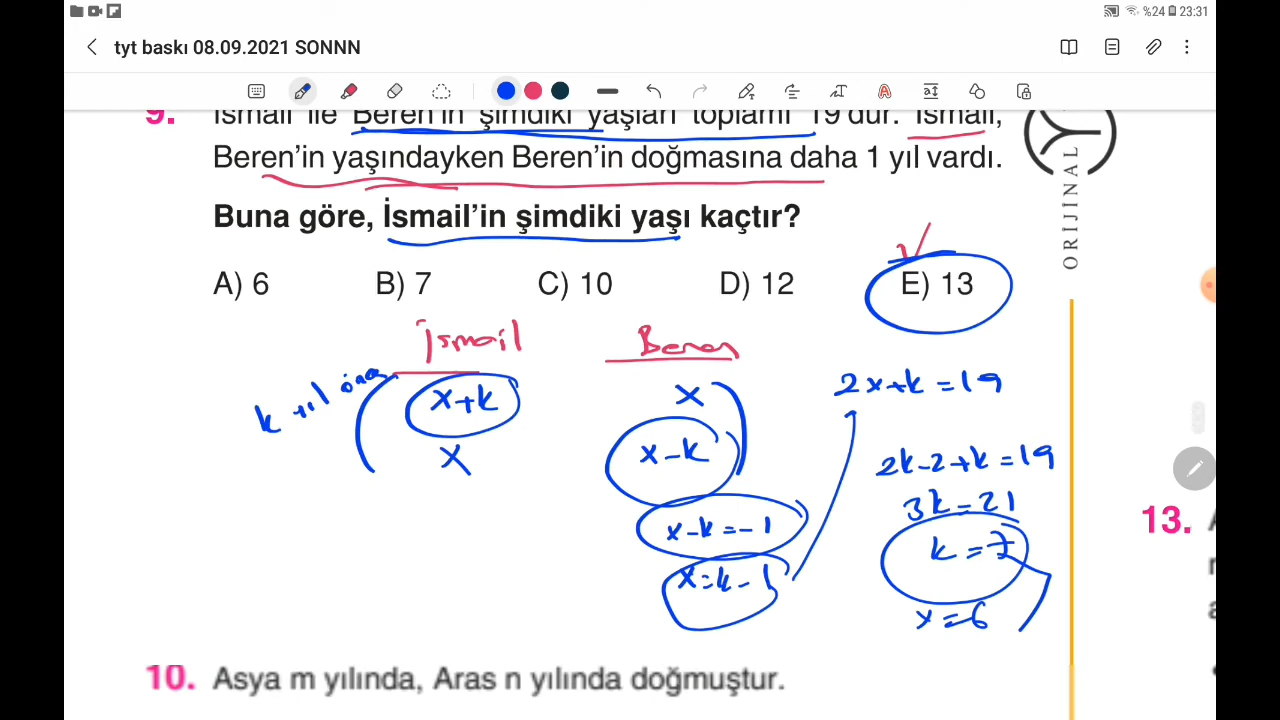 %24 23:31
tyt baskı 08.09.2021 SONNN
9. İsmail ile Beren'in şimdiki yaşları toplamı 19'dur. İsmail,
Beren'in yaşındayken Beren'in doğmasına daha 1 yıl vardı.
Buna göre, İsmail'in şimdiki yaşı kaçtır?
A) 6 B) 7 C) 10 D) 12 E) 13
ORİJİNAL
İsmail Beren
k yıl önce
x+k x
x x-k
x-k=-1
x=k-1
2x+k=19
2k-2+k=19
3k=21
k=7
x=6
13.
10. Asya m yılında, Aras n yılında doğmuştur.